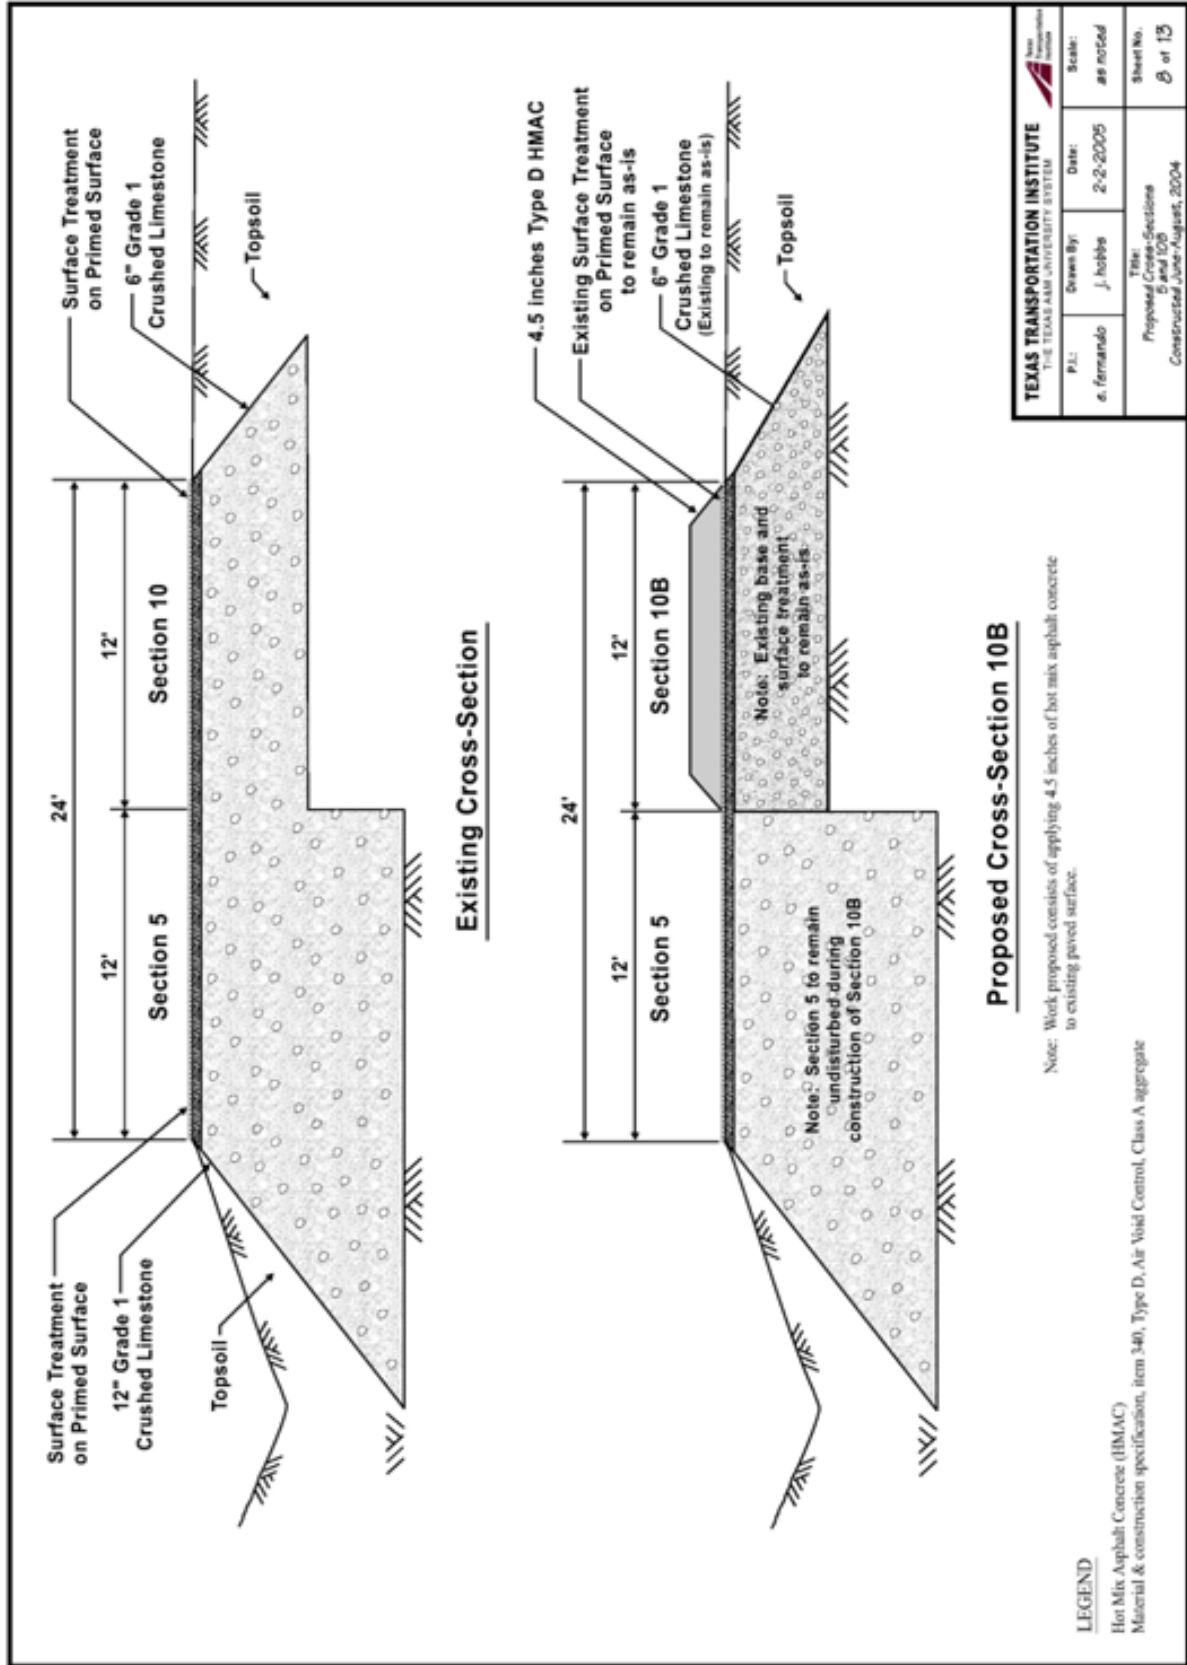 24'
12'
12"
Section 5
Section 10
Surface Treatment
on Primed Surface
12" Grade 1
Crushed Limestone
Topsoil
Surface Treatment
on Primed Surface
6" Grade 1
Crushed Limestone
Topsoil
Existing Cross-Section
24'
12'
12"
Section 5
Section 10B
4.5 inches Type D HMAC
Existing Surface Treatment
on Primed Surface
to remain as-is
6" Grade 1
Crushed Limestone
(Existing to remain as-is)
Topsoil
Note: Section 5 to remain
undisturbed during
construction of Section 10B
Note: Existing base and
surface treatment
to remain as-is
Proposed Cross-Section 10B
Note: Work proposed consists of applying 4.5 inches of hot mix asphalt concrete
to existing paved surface.
LEGEND
Hot Mix Asphalt Concrete (HMAC)
Material & construction specification, item 340, Type D, Air Void Control, Class A aggregate
TEXAS TRANSPORTATION INSTITUTE
THE TEXAS A&M UNIVERSITY SYSTEM
Texas
Transportation
Institute
P.I.:
e. fernando
Drawn By:
j. hobbs
Date:
2-2-2005
Scale:
as noted
Title:
Proposed Cross-Sections
5 and 10B
Constructed June-August, 2004
Sheet No.
8 of 13